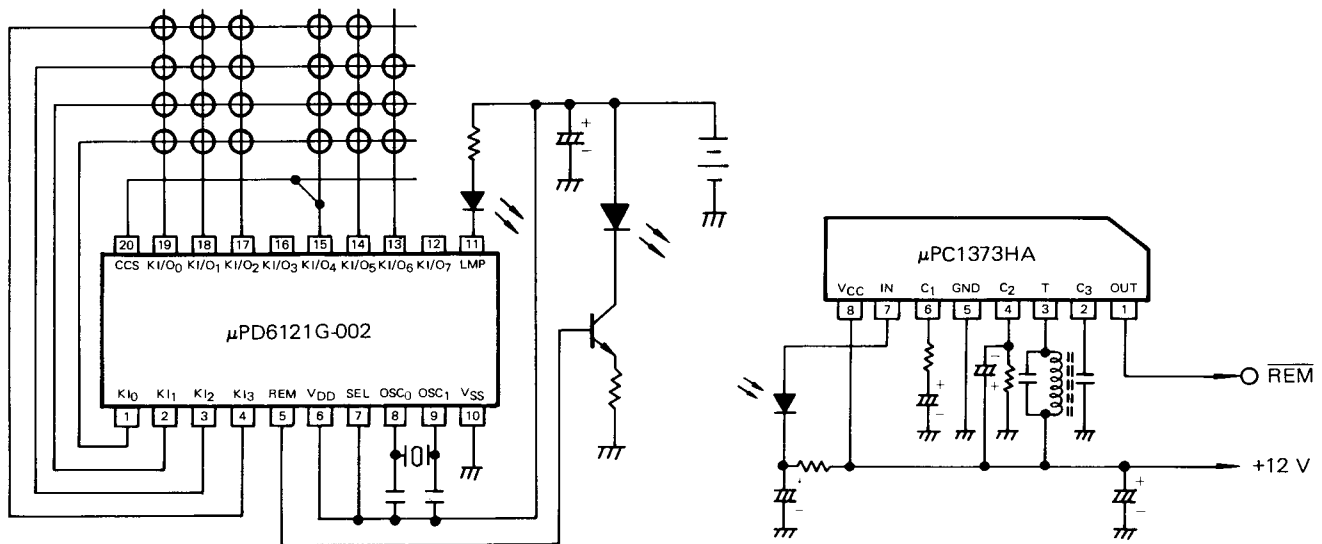 20 19 18 17 16 15 14 13 12 11
CCS KI/O₀ KI/O₁ KI/O₂ KI/O₃ KI/O₄ KI/O₅ KI/O₆ KI/O₇ LMP
μPD6121G-002
KI₀ KI₁ KI₂ KI₃ REM VDD SEL OSC₀ OSC₁ VSS
1 2 3 4 5 6 7 8 9 10
+
−
μPC1373HA
VCC IN C₁ GND C₂ T C₃ OUT
8 7 6 5 4 3 2 1
−
+
+
−
R̅E̅M̅
+12 V
−
+
−